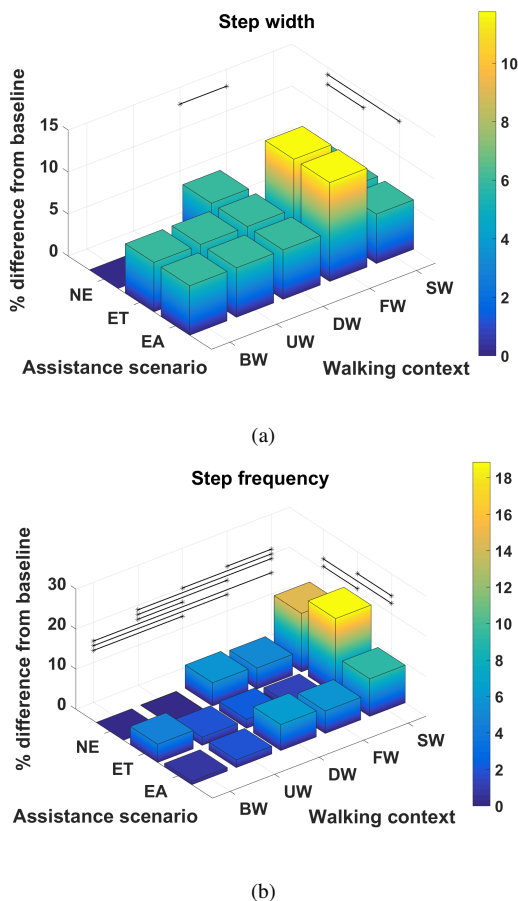 Step width
% difference from baseline
15
10
5
0
NE
ET
EA
Assistance scenario
BW
UW
DW
FW
SW
Walking context
10
8
6
4
2
0
(a)
Step frequency
% difference from baseline
30
20
10
0
NE
ET
EA
Assistance scenario
BW
UW
DW
FW
SW
Walking context
18
16
14
12
10
8
6
4
2
0
(b)